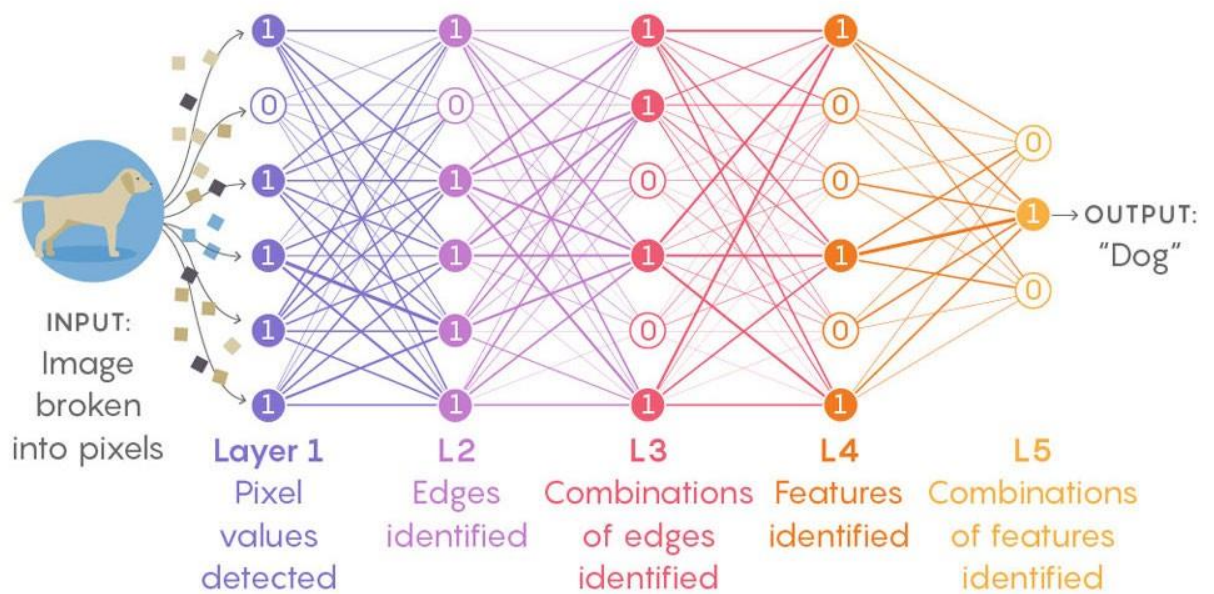 1 1 1 1
0 0 1 0
0
1 1 0 0
1
1 1 1 1
OUTPUT:
"Dog"
0
1 1 0 0
1 1 1 1
INPUT:
Image
broken
into pixels
Layer 1
Pixel
values
detected
L2
Edges
identified
L3
Combinations
of edges
identified
L4
Features
identified
L5
Combinations
of features
identified